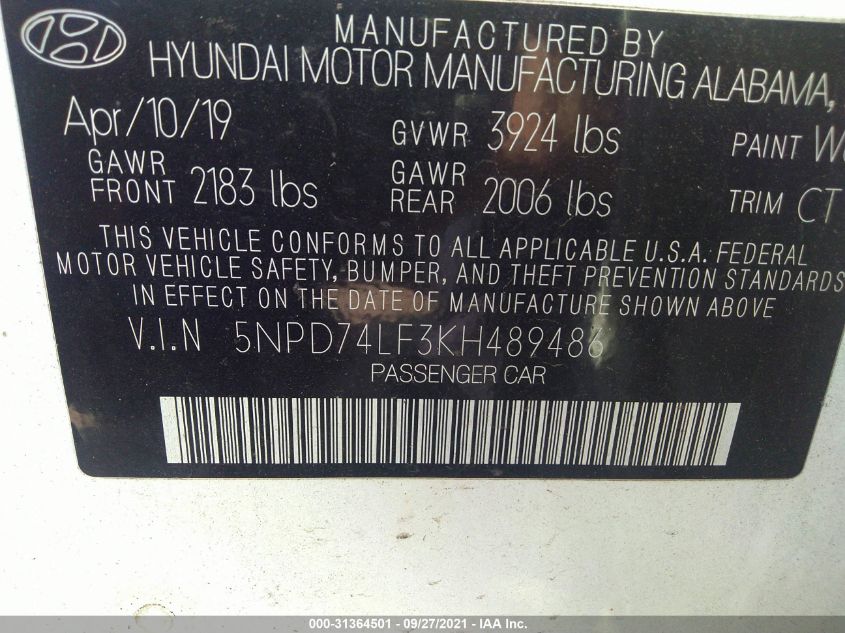 MANUFACTURED BY
HYUNDAI MOTOR MANUFACTURING ALABAMA,
Apr/10/19 GVWR 3924 lbs PAINT
GAWR FRONT 2183 lbs GAWR REAR 2006 lbs TRIM CT
THIS VEHICLE CONFORMS TO ALL APPLICABLE U.S.A. FEDERAL
MOTOR VEHICLE SAFETY, BUMPER, AND THEFT PREVENTION STANDARDS
IN EFFECT ON THE DATE OF MANUFACTURE SHOWN ABOVE
V.I.N 5NPD74LF3KH489486
PASSENGER CAR
000-31364501 - 09/27/2021 - IAA Inc.